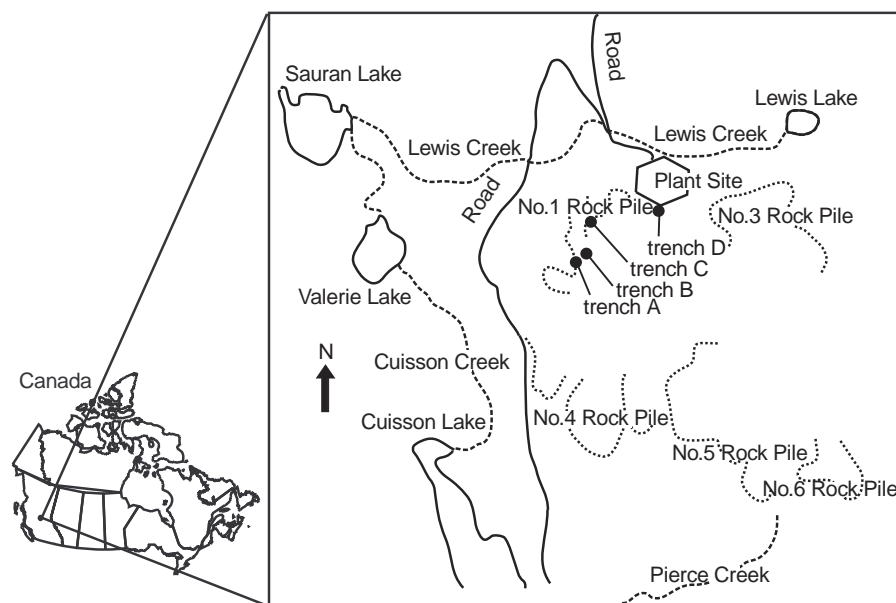 Road
Sauran Lake
Lewis Lake
Lewis Creek
Lewis Creek
Plant Site
Road
No.1 Rock Pile
No.3 Rock Pile
trench D
trench C
trench B
trench A
Valerie Lake
N
Cuisson Creek
Canada
Cuisson Lake
No.4 Rock Pile
No.5 Rock Pile
No.6 Rock Pile
Pierce Creek